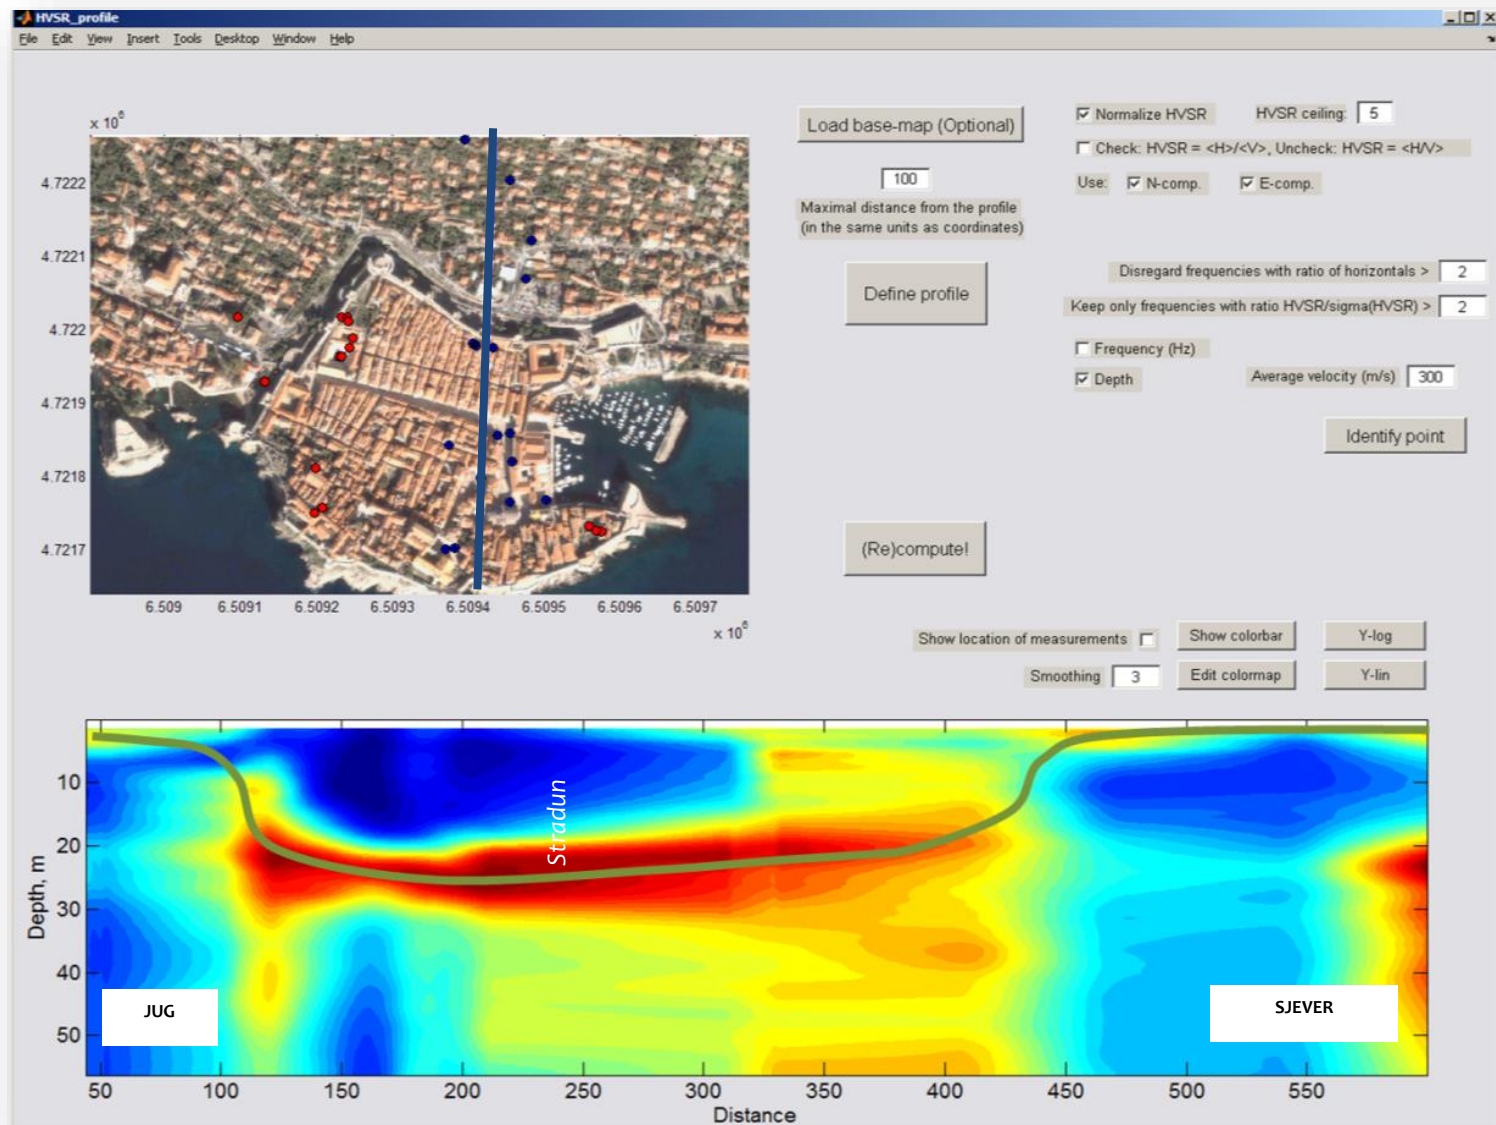 HVSR_profile
File Edit View Insert Tools Desktop Window Help
x 10^6
4.7222
4.7221
4.722
4.7219
4.7218
4.7217
6.509 6.5091 6.5092 6.5093 6.5094 6.5095 6.5096 6.5097
x 10^6
Load base-map (Optional)
100
Maximal distance from the profile
(in the same units as coordinates)
Define profile
(Re)compute!
Normalize HVSR HVSR ceiling: 5
Check: HVSR = <H>/<V>, Uncheck: HVSR = <H/V>
Use: N-comp. E-comp.
Disregard frequencies with ratio of horizontals > 2
Keep only frequencies with ratio HVSR/sigma(HVSR) > 2
Frequency (Hz)
Depth Average velocity (m/s) 300
Identify point
Show location of measurements Show colorbar Y-log
Smoothing 3 Edit colormap Y-lin
Depth, m
10
20
30
40
50
Stradun
JUG
SJEVER
50 100 150 200 250 300 350 400 450 500 550
Distance